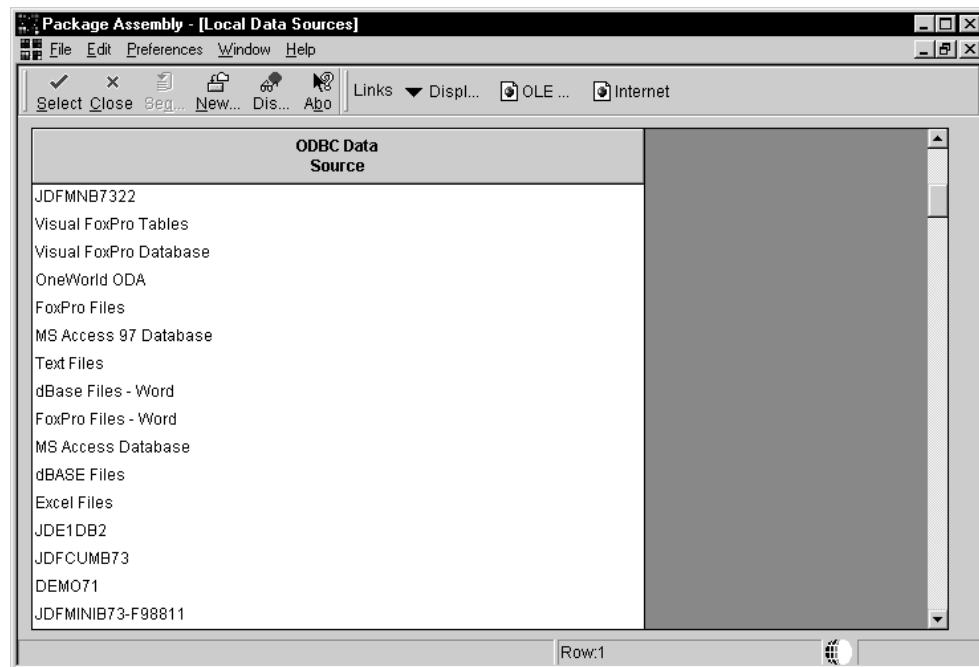 Package Assembly - [Local Data Sources]
File Edit Preferences Window Help
Select Close Seq... New... Dis... Abo Links Displ... OLE ... Internet
ODBC Data
Source
JDFMNB7322
Visual FoxPro Tables
Visual FoxPro Database
OneWorld ODA
FoxPro Files
MS Access 97 Database
Text Files
dBase Files - Word
FoxPro Files - Word
MS Access Database
dBASE Files
Excel Files
JDE1DB2
JDFCUMB73
DEMO71
JDFMINIB73-F98811
Row:1